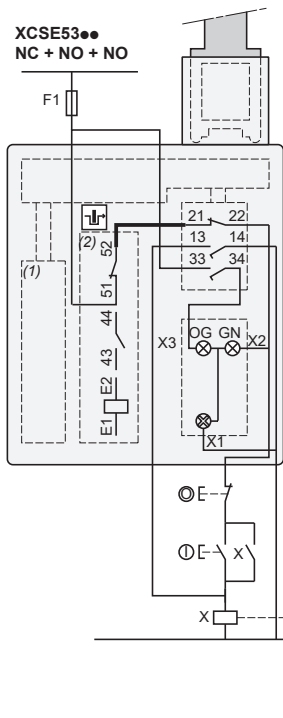 XCSE53●●
NC + NO + NO
F1
21 22
(2)
52
13 14
33 34
(1)
51
44
X3
OG GN
X2
43
E2
E1
X1
X
X